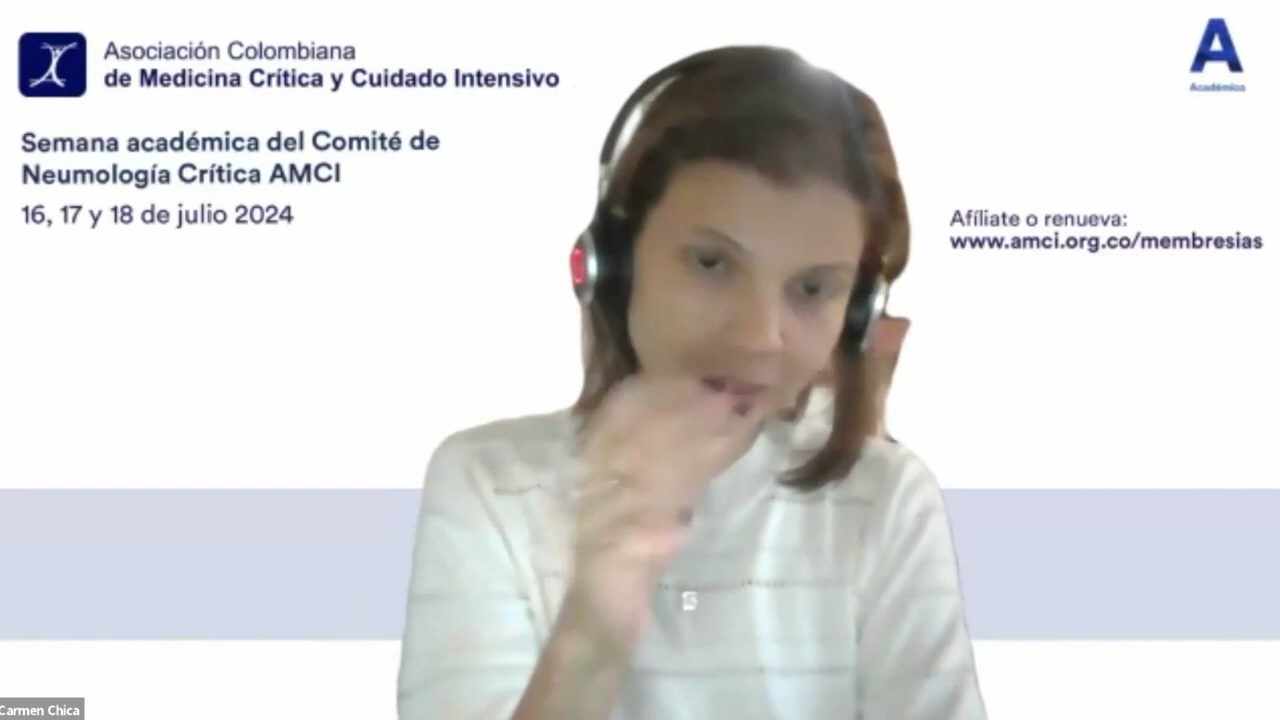 Asociación Colombiana
de Medicina Crítica y Cuidado Intensivo
A
Académico
Semana académica del Comité de
Neumología Crítica AMCI
16, 17 y 18 de julio 2024
Afíliate o renueva:
www.amci.org.co/membresias
Carmen Chica